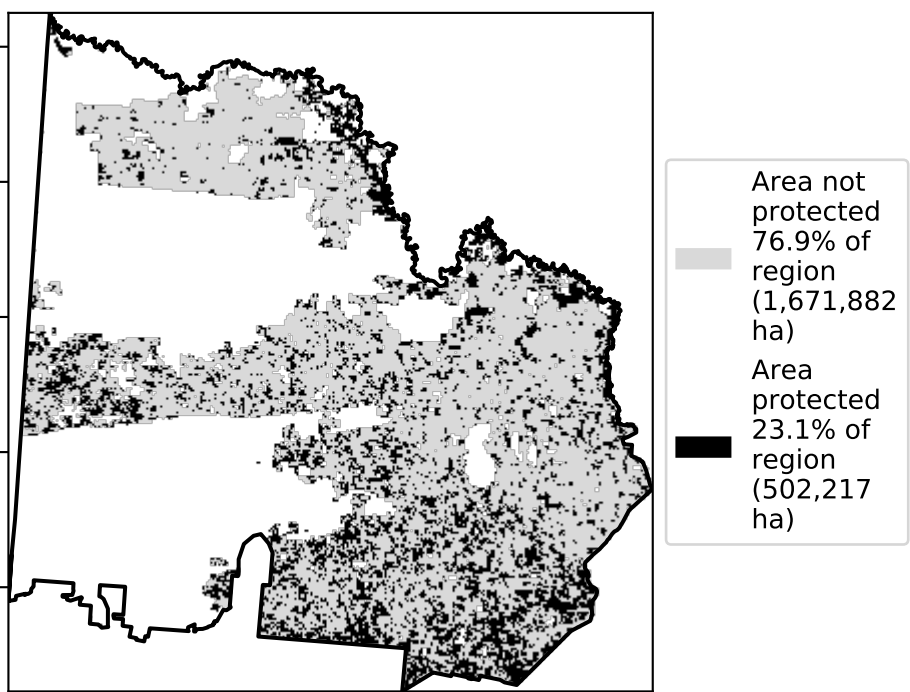 Area not
protected
76.9% of
region
(1,671,882
ha)
Area
protected
23.1% of
region
(502,217
ha)